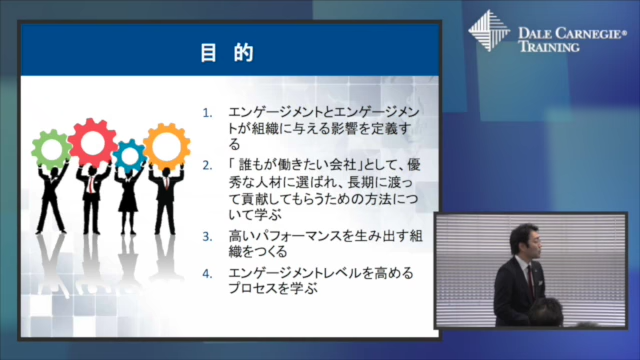 目 的
1. エンゲージメントとエンゲージメン
トが組織に与える影響を定義す
る
2. 「 誰もが働きたい会社」として、優
秀な人材に選ばれ、長期に渡っ
て貢献してもらうための方法につ
いて学ぶ
3. 高いパフォーマンスを生み出す組
織をつくる
4. エンゲージメントレベルを高める
プロセスを学ぶ
DALE CARNEGIE®
TRAINING